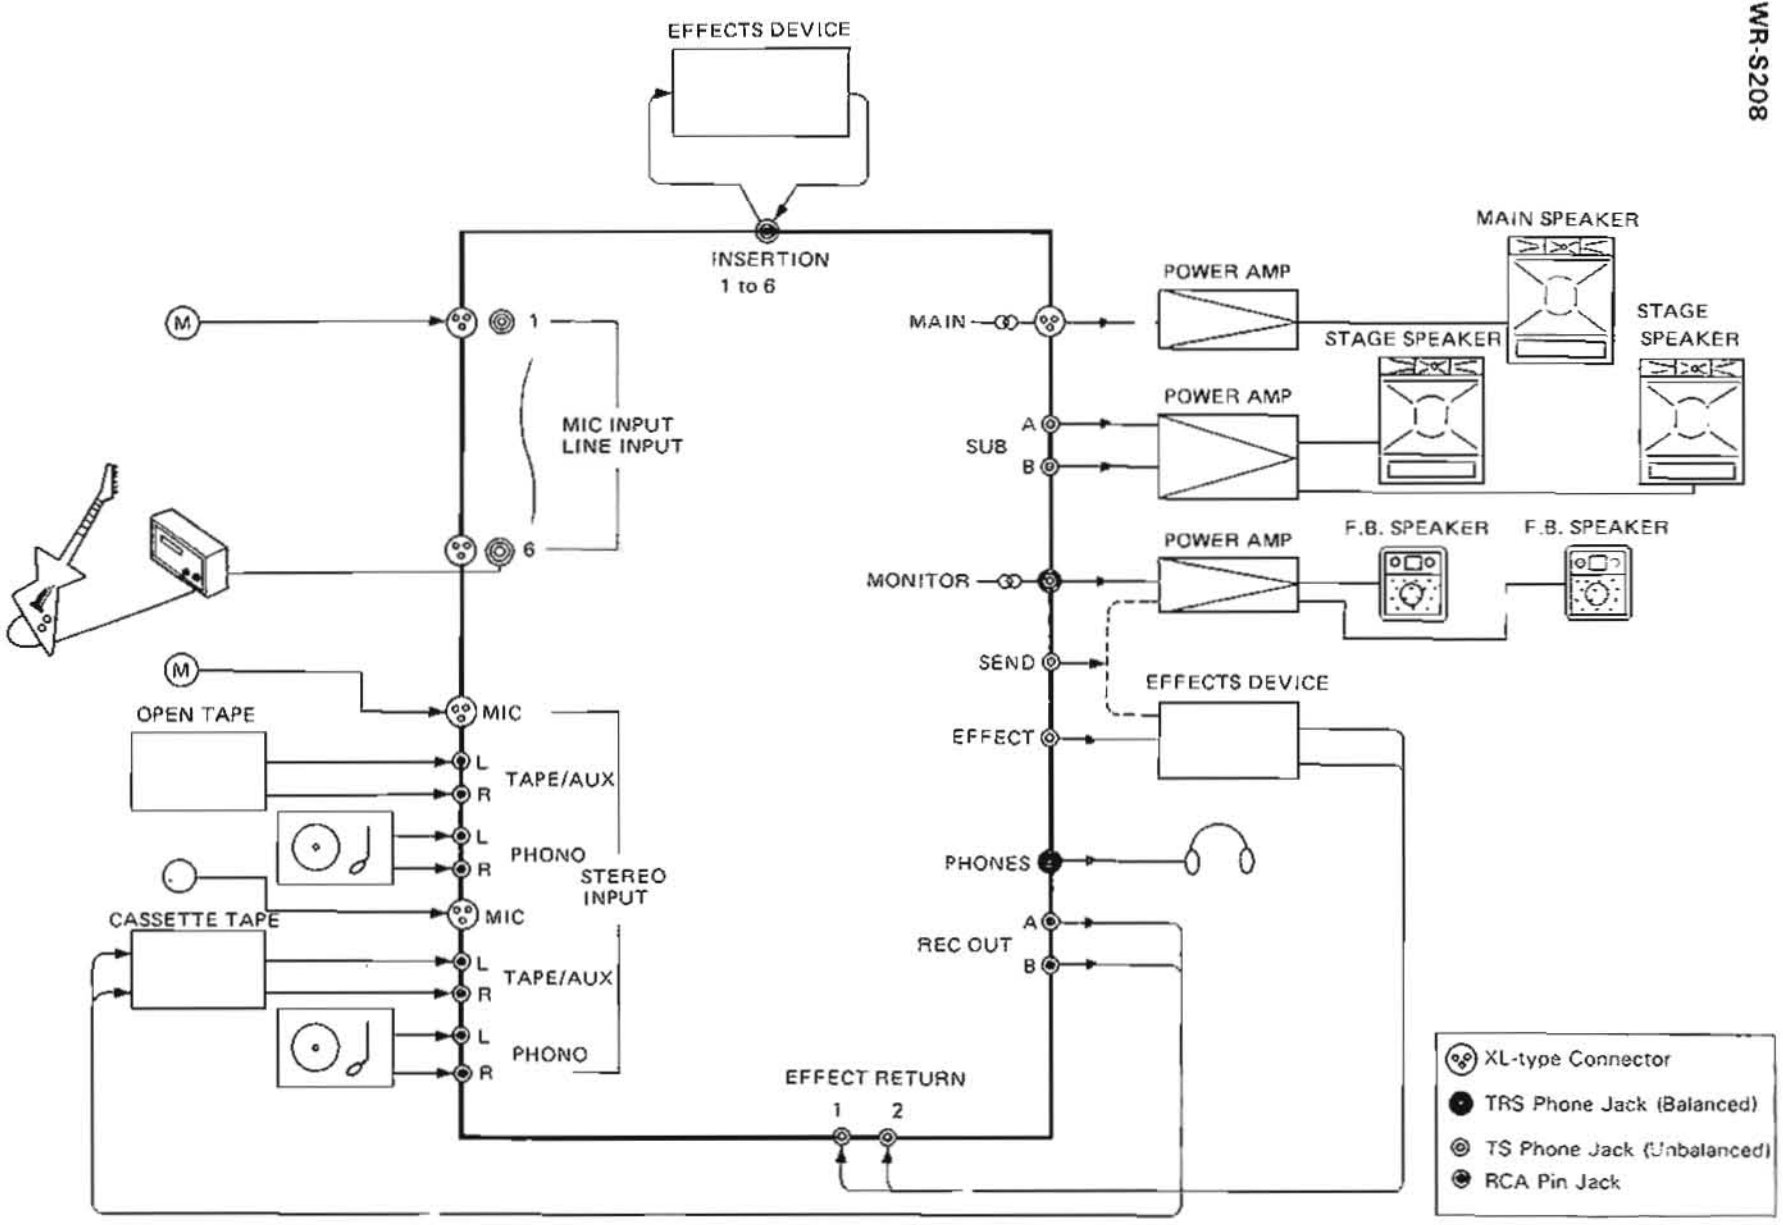 WR-S208
EFFECTS DEVICE
INSERTION
1 to 6
M
1
MIC INPUT
LINE INPUT
6
M
MIC
OPEN TAPE
L
TAPE/AUX
R
L
PHONO
R
STEREO
INPUT
MIC
CASSETTE TAPE
L
TAPE/AUX
R
L
PHONO
R
MAIN
A
SUB
B
MONITOR
SEND
EFFECT
PHONES
A
REC OUT
B
EFFECT RETURN
1 2
MAIN SPEAKER
POWER AMP
STAGE SPEAKER
STAGE
SPEAKER
POWER AMP
F.B. SPEAKER
F.B. SPEAKER
POWER AMP
EFFECTS DEVICE
XL-type Connector
TRS Phone Jack (Balanced)
TS Phone Jack (Unbalanced)
RCA Pin Jack